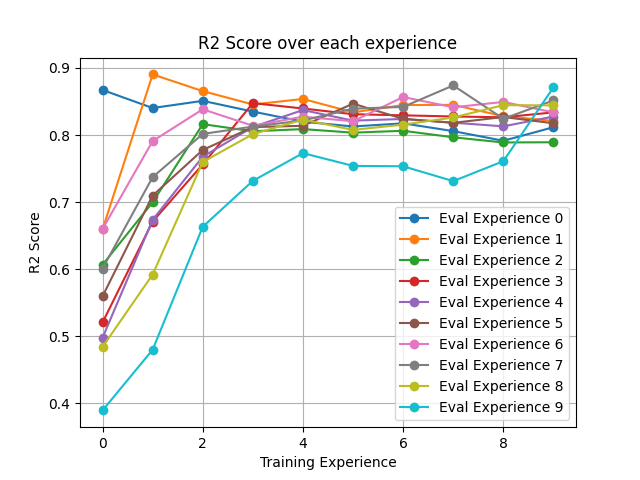 R2 Score over each experience
R2 Score
0.9
0.8
0.7
0.6
0.5
0.4
0
2
4
6
8
Training Experience
Eval Experience 0
Eval Experience 1
Eval Experience 2
Eval Experience 3
Eval Experience 4
Eval Experience 5
Eval Experience 6
Eval Experience 7
Eval Experience 8
Eval Experience 9